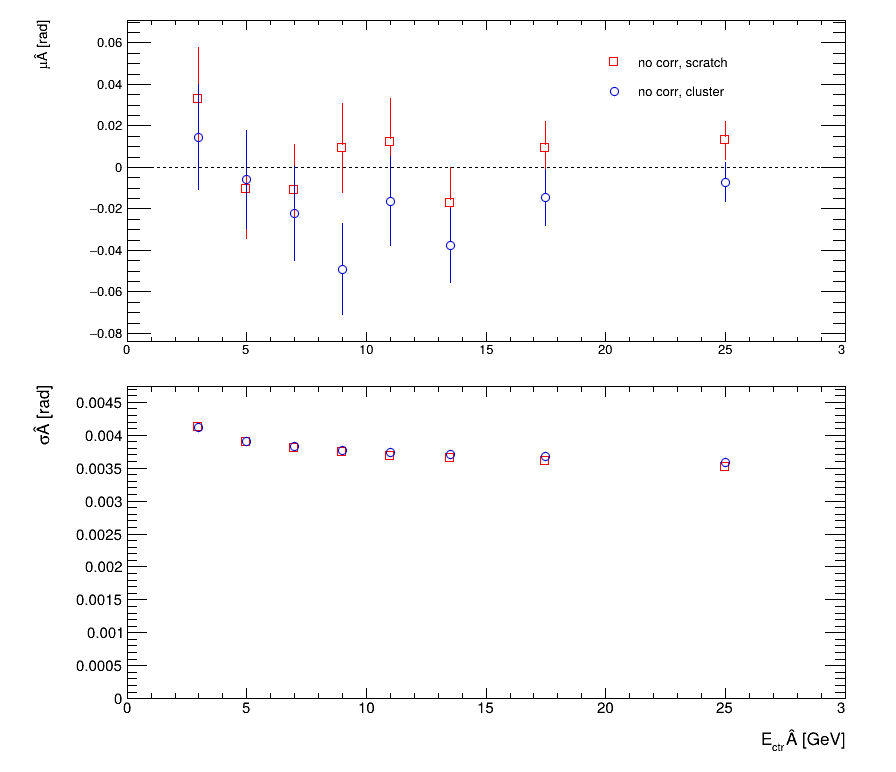 μÂ [rad]
0.06
0.04
0.02
0
−0.02
−0.04
−0.06
−0.08
no corr, scratch
no corr, cluster
0 5 10 15 20 25 3
σÂ [rad]
0.0045
0.004
0.0035
0.003
0.0025
0.002
0.0015
0.001
0.0005
0
0 5 10 15 20 25 3
E_ctr Â [GeV]